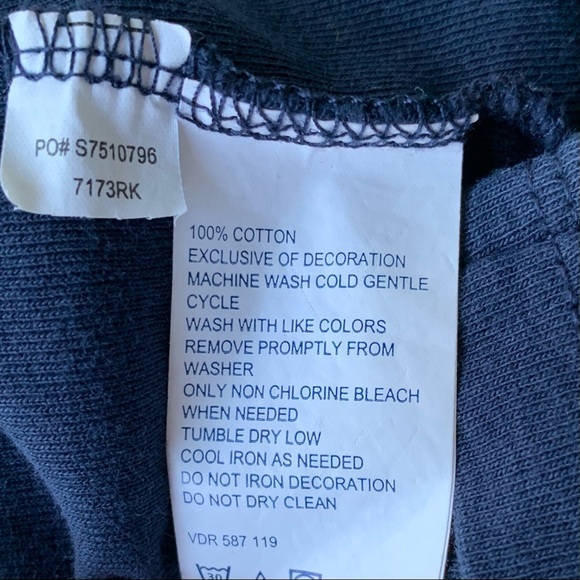 PO# S7510796
7173RK
100% COTTON
EXCLUSIVE OF DECORATION
MACHINE WASH COLD GENTLE
CYCLE
WASH WITH LIKE COLORS
REMOVE PROMPTLY FROM
WASHER
ONLY NON CHLORINE BLEACH
WHEN NEEDED
TUMBLE DRY LOW
COOL IRON AS NEEDED
DO NOT IRON DECORATION
DO NOT DRY CLEAN
VDR 587 119
30